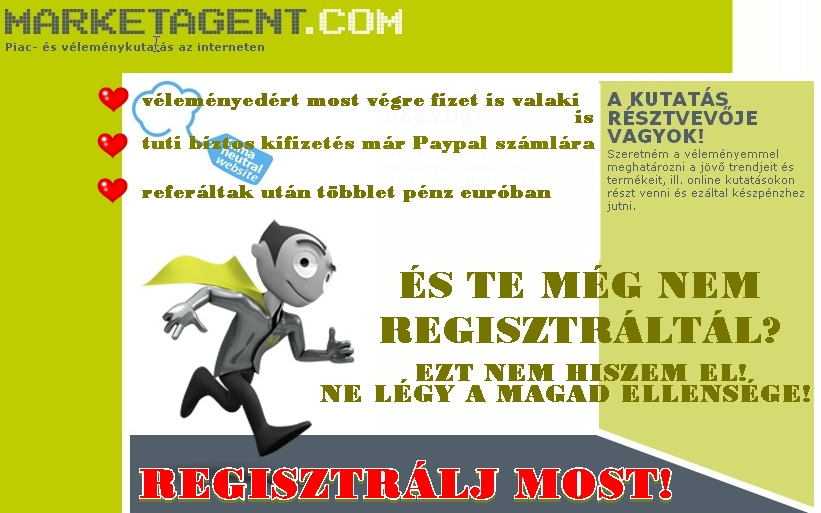 MARKETAGENT.COM
Piac- és véleménykutatás az interneten
véleményedért most végre fizet is valaki
is
tuti biztos kifizetés már Paypal számlára
neutral
website
referáltak után többlet pénz euróban
A KUTATÁS
RÉSZTVEVŐJE
VAGYOK!
Szeretném a véleményemmel
meghatározni a jövő trendjeit és
termékeit, ill. online kutatásokon
részt venni és ezáltal készpénzhez
jutni.
ÉS TE MÉG NEM
REGISZTRÁLTÁL?
EZT NEM HISZEM EL!
NE LÉGY A MAGAD ELLENSÉGE!
REGISZTRÁLJ MOST!